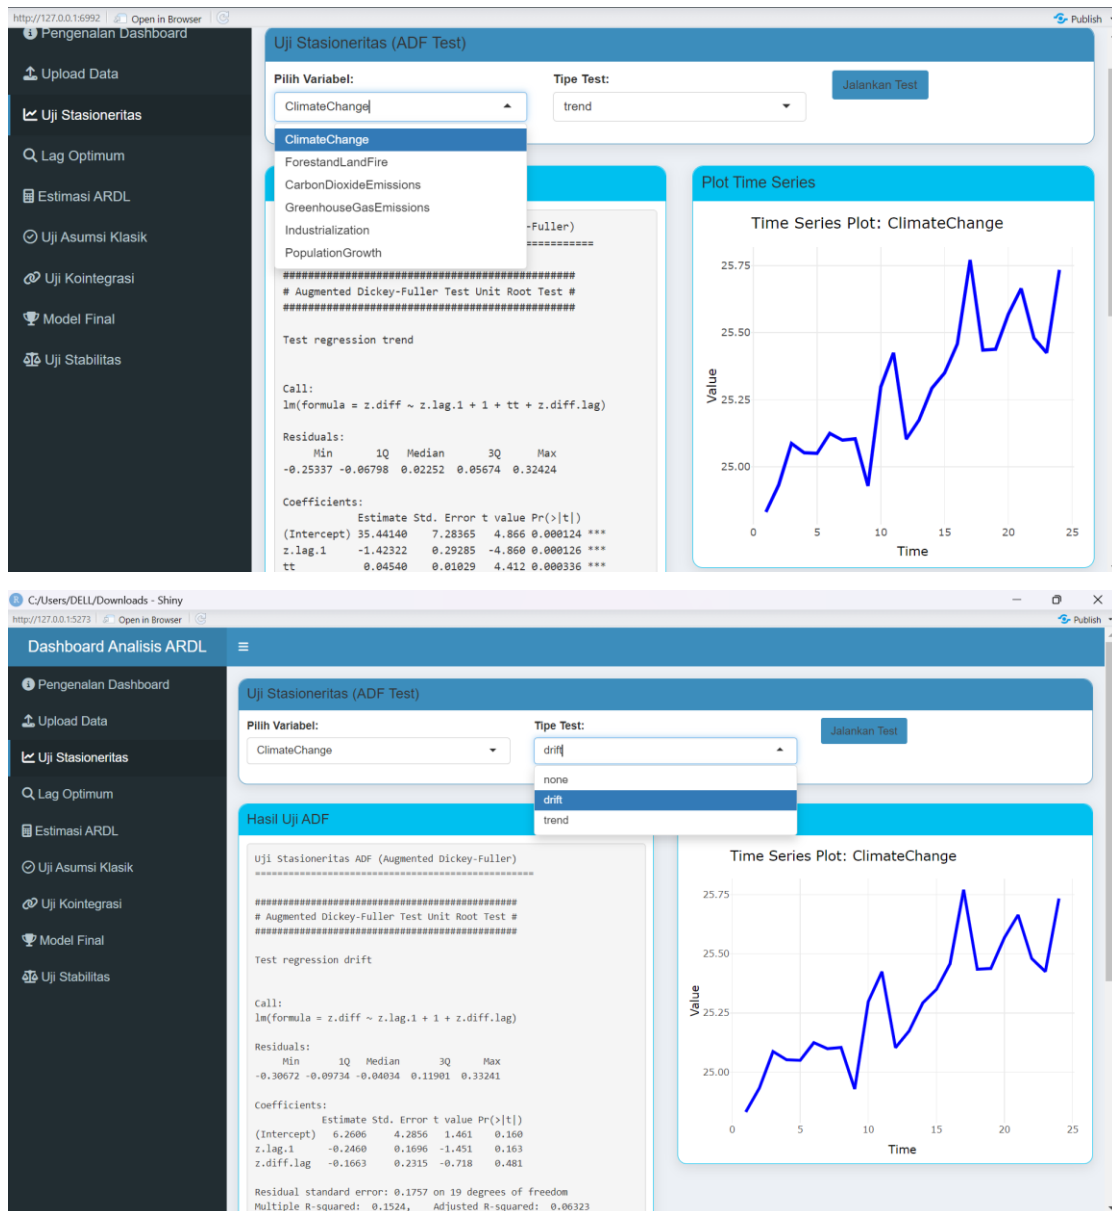 http://127.0.0.1:6992 Open in Browser Publish
Pengenalan Dashboard
Upload Data
Uji Stasioneritas
Lag Optimum
Estimasi ARDL
Uji Asumsi Klasik
Uji Kointegrasi
Model Final
Uji Stabilitas
Uji Stasioneritas (ADF Test)
Pilih Variabel: Tipe Test:
ClimateChange trend Jalankan Test
ClimateChange
ForestandLandFire
CarbonDioxideEmissions
GreenhouseGasEmissions
Industrialization
PopulationGrowth
-Fuller)
===========
###############################################
# Augmented Dickey-Fuller Test Unit Root Test #
###############################################
Test regression trend
Call:
lm(formula = z.diff ~ z.lag.1 + 1 + tt + z.diff.lag)
Residuals:
Min 1Q Median 3Q Max
-0.25337 -0.06798 0.02252 0.05674 0.32424
Coefficients:
Estimate Std. Error t value Pr(>|t|)
(Intercept) 35.44140 7.28365 4.866 0.000124 ***
z.lag.1 -1.42322 0.29285 -4.860 0.000126 ***
tt 0.04540 0.01029 4.412 0.000336 ***
Plot Time Series
Time Series Plot: ClimateChange
25.75
25.50
25.25
25.00
Value
0 5 10 15 20 25
Time
C:/Users/DELL/Downloads - Shiny
http://127.0.0.1:5273 Open in Browser Publish
Dashboard Analisis ARDL
Pengenalan Dashboard
Upload Data
Uji Stasioneritas
Lag Optimum
Estimasi ARDL
Uji Asumsi Klasik
Uji Kointegrasi
Model Final
Uji Stabilitas
Uji Stasioneritas (ADF Test)
Pilih Variabel: Tipe Test:
ClimateChange drift Jalankan Test
none
drift
trend
Hasil Uji ADF
Uji Stasioneritas ADF (Augmented Dickey-Fuller)
==================================================
###############################################
# Augmented Dickey-Fuller Test Unit Root Test #
###############################################
Test regression drift
Call:
lm(formula = z.diff ~ z.lag.1 + 1 + z.diff.lag)
Residuals:
Min 1Q Median 3Q Max
-0.30672 -0.09734 -0.04034 0.11901 0.33241
Coefficients:
Estimate Std. Error t value Pr(>|t|)
(Intercept) 6.2606 4.2856 1.461 0.160
z.lag.1 -0.2460 0.1696 -1.451 0.163
z.diff.lag -0.1663 0.2315 -0.718 0.481
Residual standard error: 0.1757 on 19 degrees of freedom
Multiple R-squared: 0.1524, Adjusted R-squared: 0.06323
Time Series Plot: ClimateChange
25.75
25.50
25.25
25.00
Value
0 5 10 15 20 25
Time